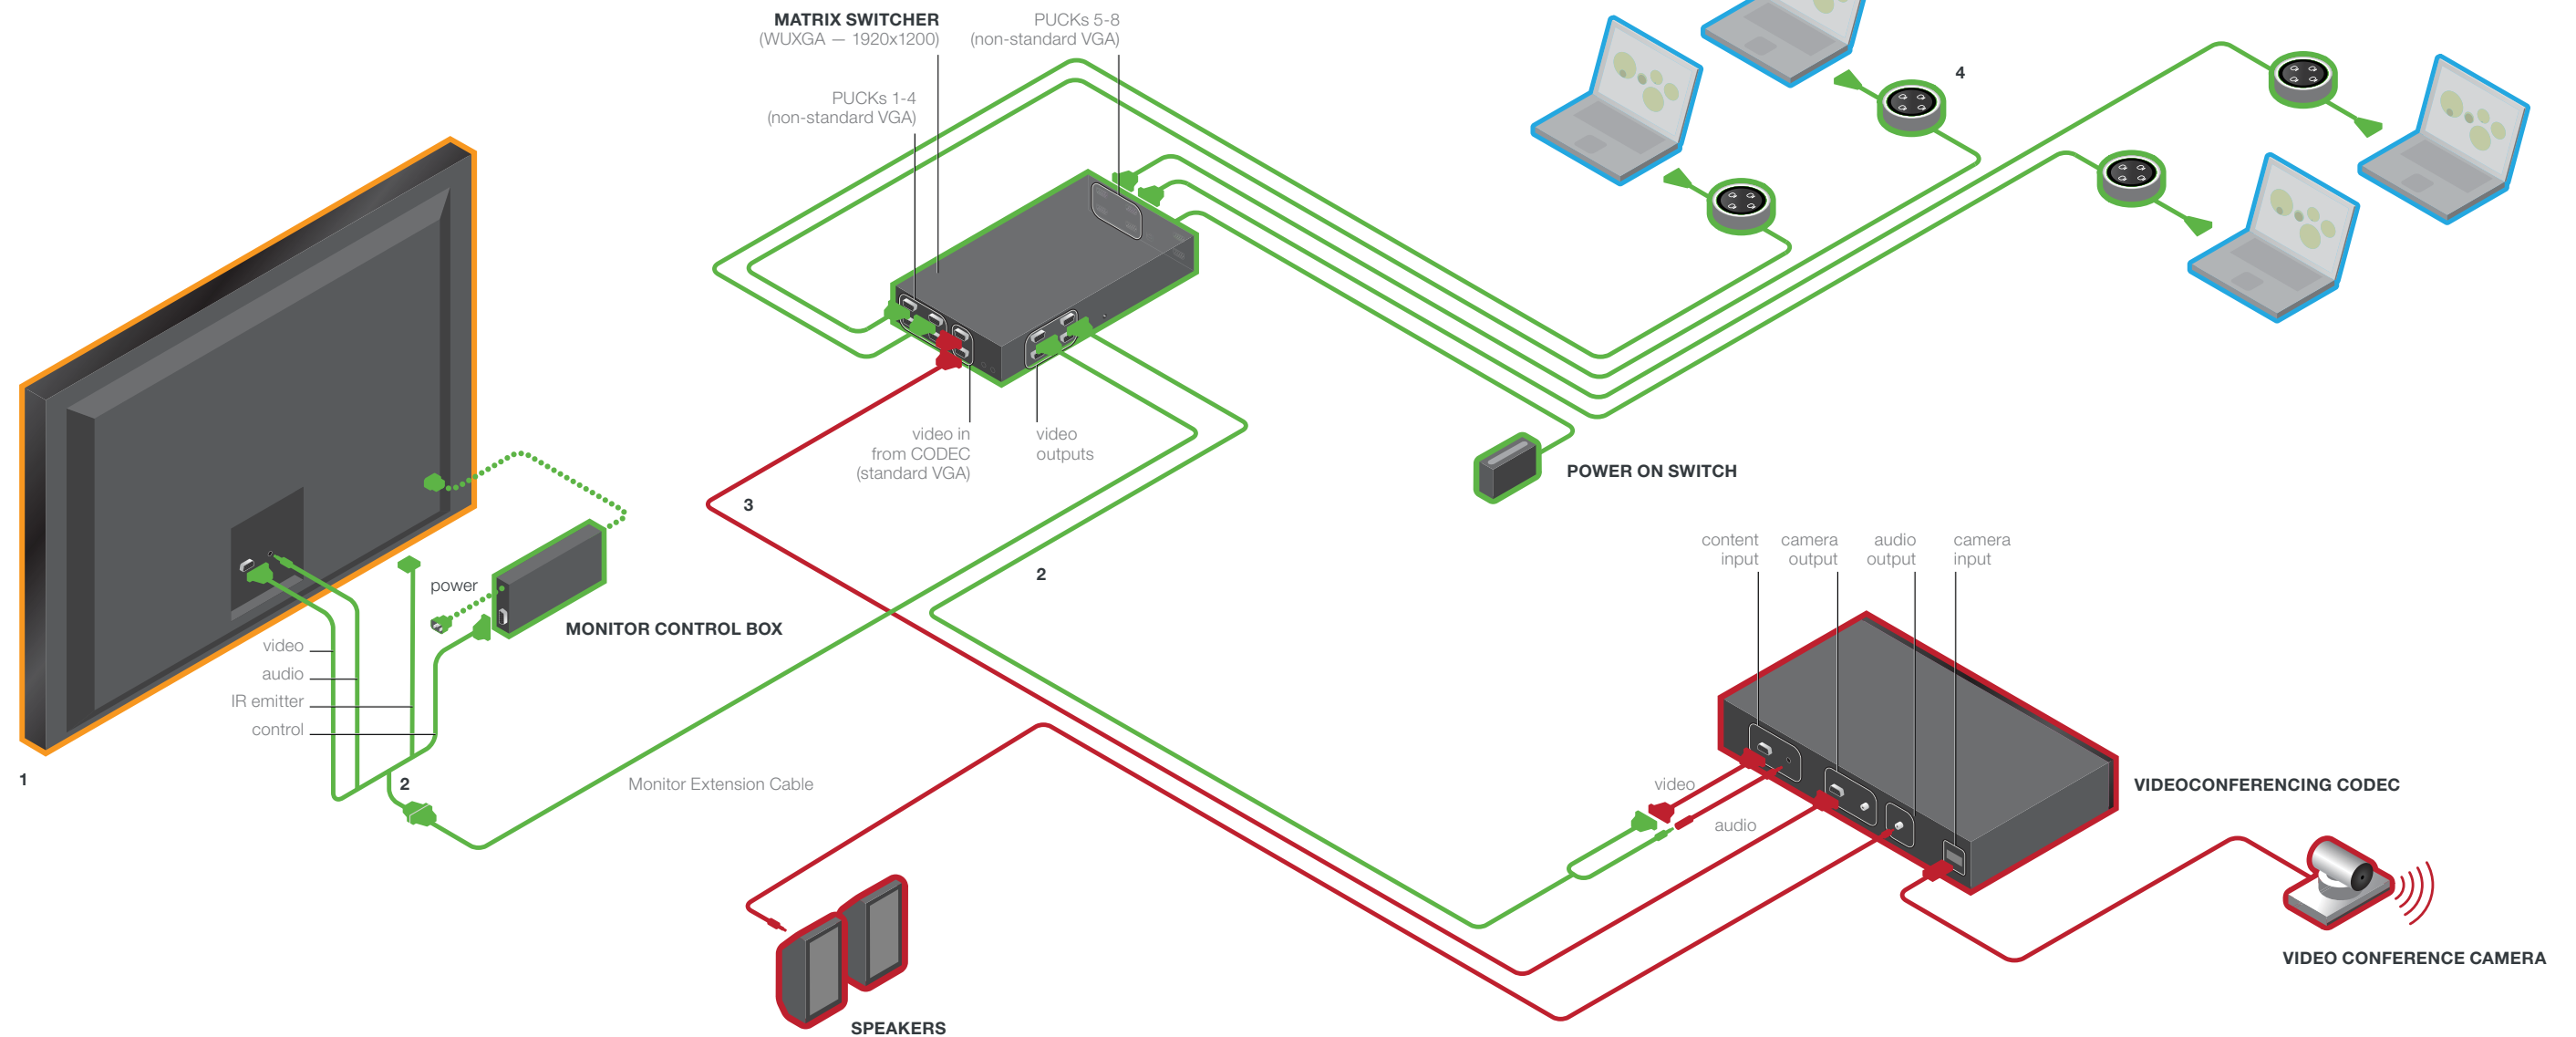 MATRIX SWITCHER
(WUXGA — 1920x1200)
PUCKs 5-8
(non-standard VGA)
PUCKs 1-4
(non-standard VGA)
4
video in
from CODEC
(standard VGA)
video
outputs
POWER ON SWITCH
3
2
content
input
camera
output
audio
output
camera
input
power
MONITOR CONTROL BOX
video
audio
IR emitter
control
1
2
Monitor Extension Cable
video
audio
VIDEOCONFERENCING CODEC
VIDEO CONFERENCE CAMERA
SPEAKERS